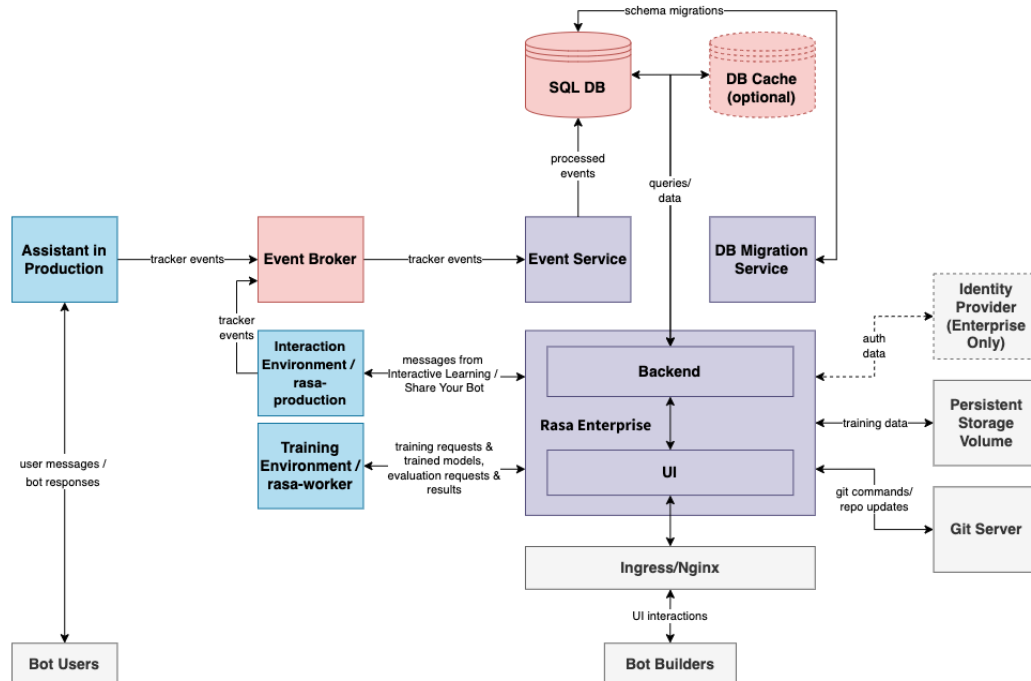 schema migrations
SQL DB
DB Cache
(optional)
processed
events
queries/
data
Assistant in
Production
tracker events
Event Broker
tracker events
Event Service
DB Migration
Service
Identity
Provider
(Enterprise
Only)
tracker
events
auth
data
Interaction
Environment /
rasa-
production
messages from
Interactive Learning /
Share Your Bot
Backend
Rasa Enterprise
training data
Persistent
Storage
Volume
Training
Environment /
rasa-worker
training requests &
trained models,
evaluation requests &
results
UI
user messages /
bot responses
git commands/
repo updates
Git Server
Ingress/Nginx
UI interactions
Bot Users
Bot Builders